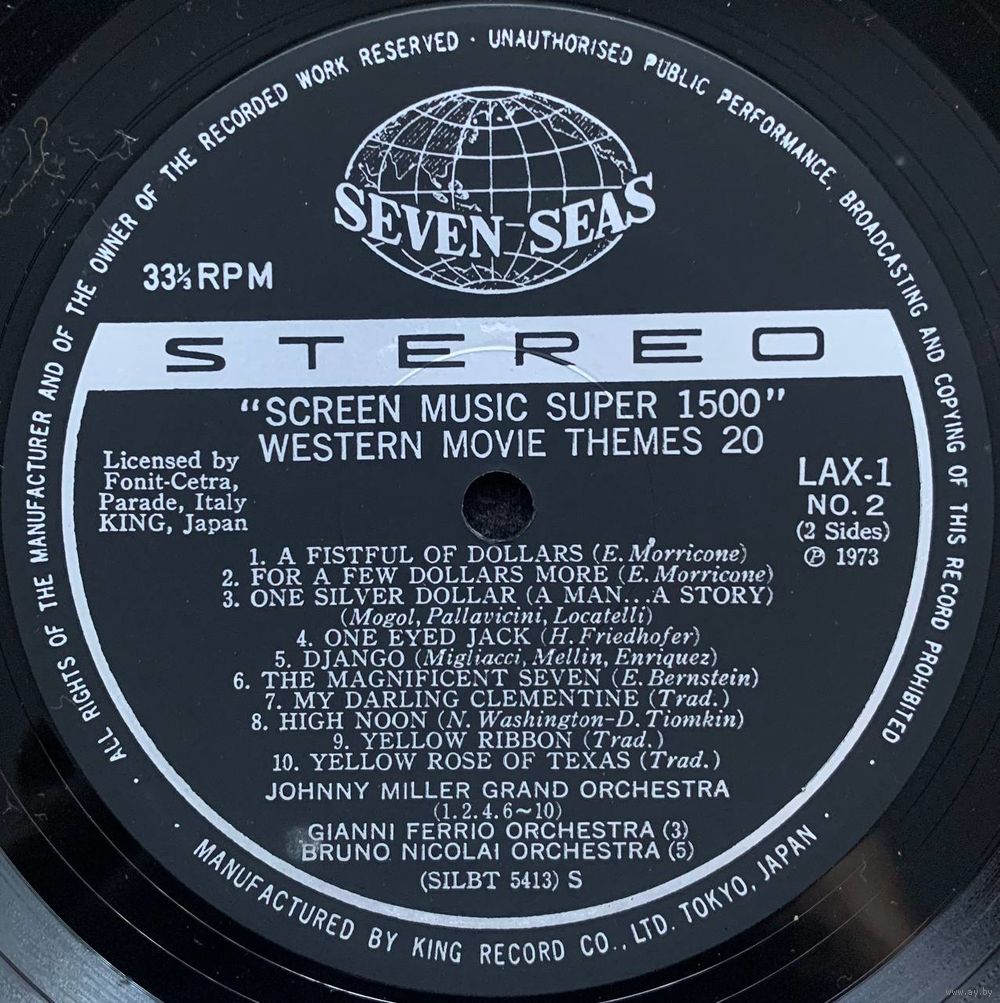 ALL RIGHTS OF THE MANUFACTURER AND OF THE OWNER OF THE RECORDED WORK RESERVED · UNAUTHORISED PUBLIC PERFORMANCE, BROADCASTING AND COPYING OF THIS RECORD PROHIBITED
SEVEN SEAS
33⅓ RPM
STEREO
"SCREEN MUSIC SUPER 1500"
WESTERN MOVIE THEMES 20
Licensed by
Fonit-Cetra,
Parade, Italy
KING, Japan
LAX-1
NO. 2
(2 Sides)
℗ 1973
1. A FISTFUL OF DOLLARS (E. Morricone)
2. FOR A FEW DOLLARS MORE (E. Morricone)
3. ONE SILVER DOLLAR (A MAN...A STORY)
(Mogol, Pallavicini, Locatelli)
4. ONE EYED JACK (H. Friedhofer)
5. DJANGO (Migliacci, Mellin, Enriquez)
6. THE MAGNIFICENT SEVEN (E. Bernstein)
7. MY DARLING CLEMENTINE (Trad.)
8. HIGH NOON (N. Washington-D. Tiomkin)
9. YELLOW RIBBON (Trad.)
10. YELLOW ROSE OF TEXAS (Trad.)
JOHNNY MILLER GRAND ORCHESTRA
(1.2.4.6~10)
GIANNI FERRIO ORCHESTRA (3)
BRUNO NICOLAI ORCHESTRA (5)
(SILBT 5413) S
· MANUFACTURED BY KING RECORD CO., LTD. TOKYO, JAPAN ·
www.ay.by